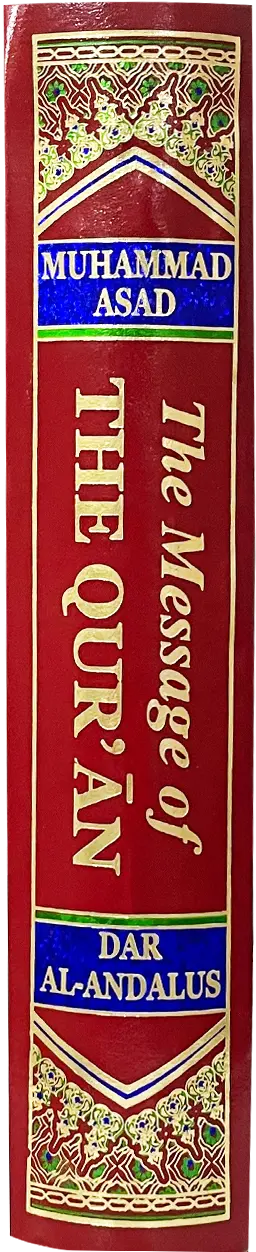 MUHAMMAD
ASAD
The Message of
THE QUR'ĀN
DAR
AL-ANDALUS